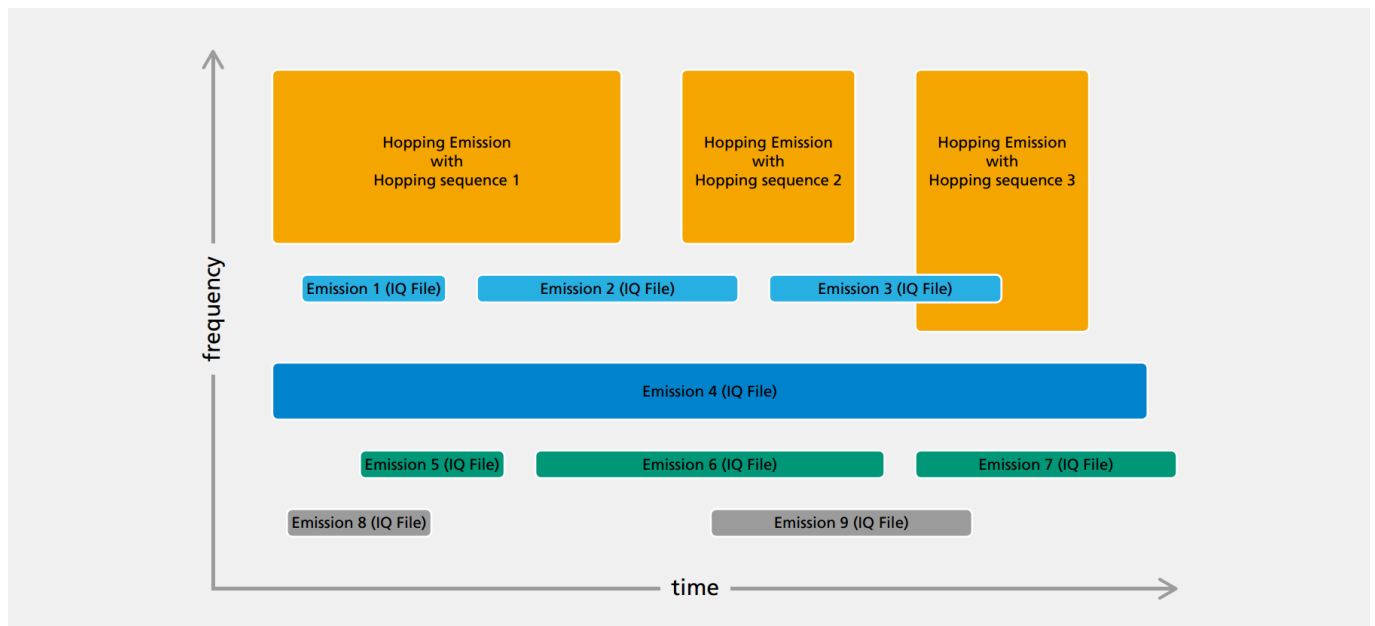 Hopping Emission
with
Hopping sequence 1
Hopping Emission
with
Hopping sequence 2
Hopping Emission
with
Hopping sequence 3
Emission 1 (IQ File)
Emission 2 (IQ File)
Emission 3 (IQ File)
frequency
Emission 4 (IQ File)
Emission 5 (IQ File)
Emission 6 (IQ File)
Emission 7 (IQ File)
Emission 8 (IQ File)
Emission 9 (IQ File)
time